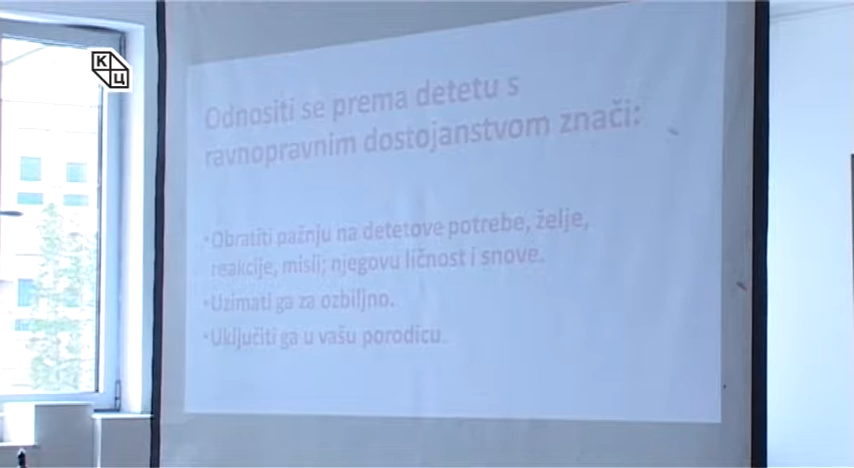 К
Ц
Odnositi se prema detetu s
ravnopravnim dostojanstvom znači:
•Obratiti pažnju na detetove potrebe, želje,
reakcije, misli; njegovu ličnost i snove.
•Uzimati ga za ozbiljno.
•Uključiti ga u vašu porodicu.